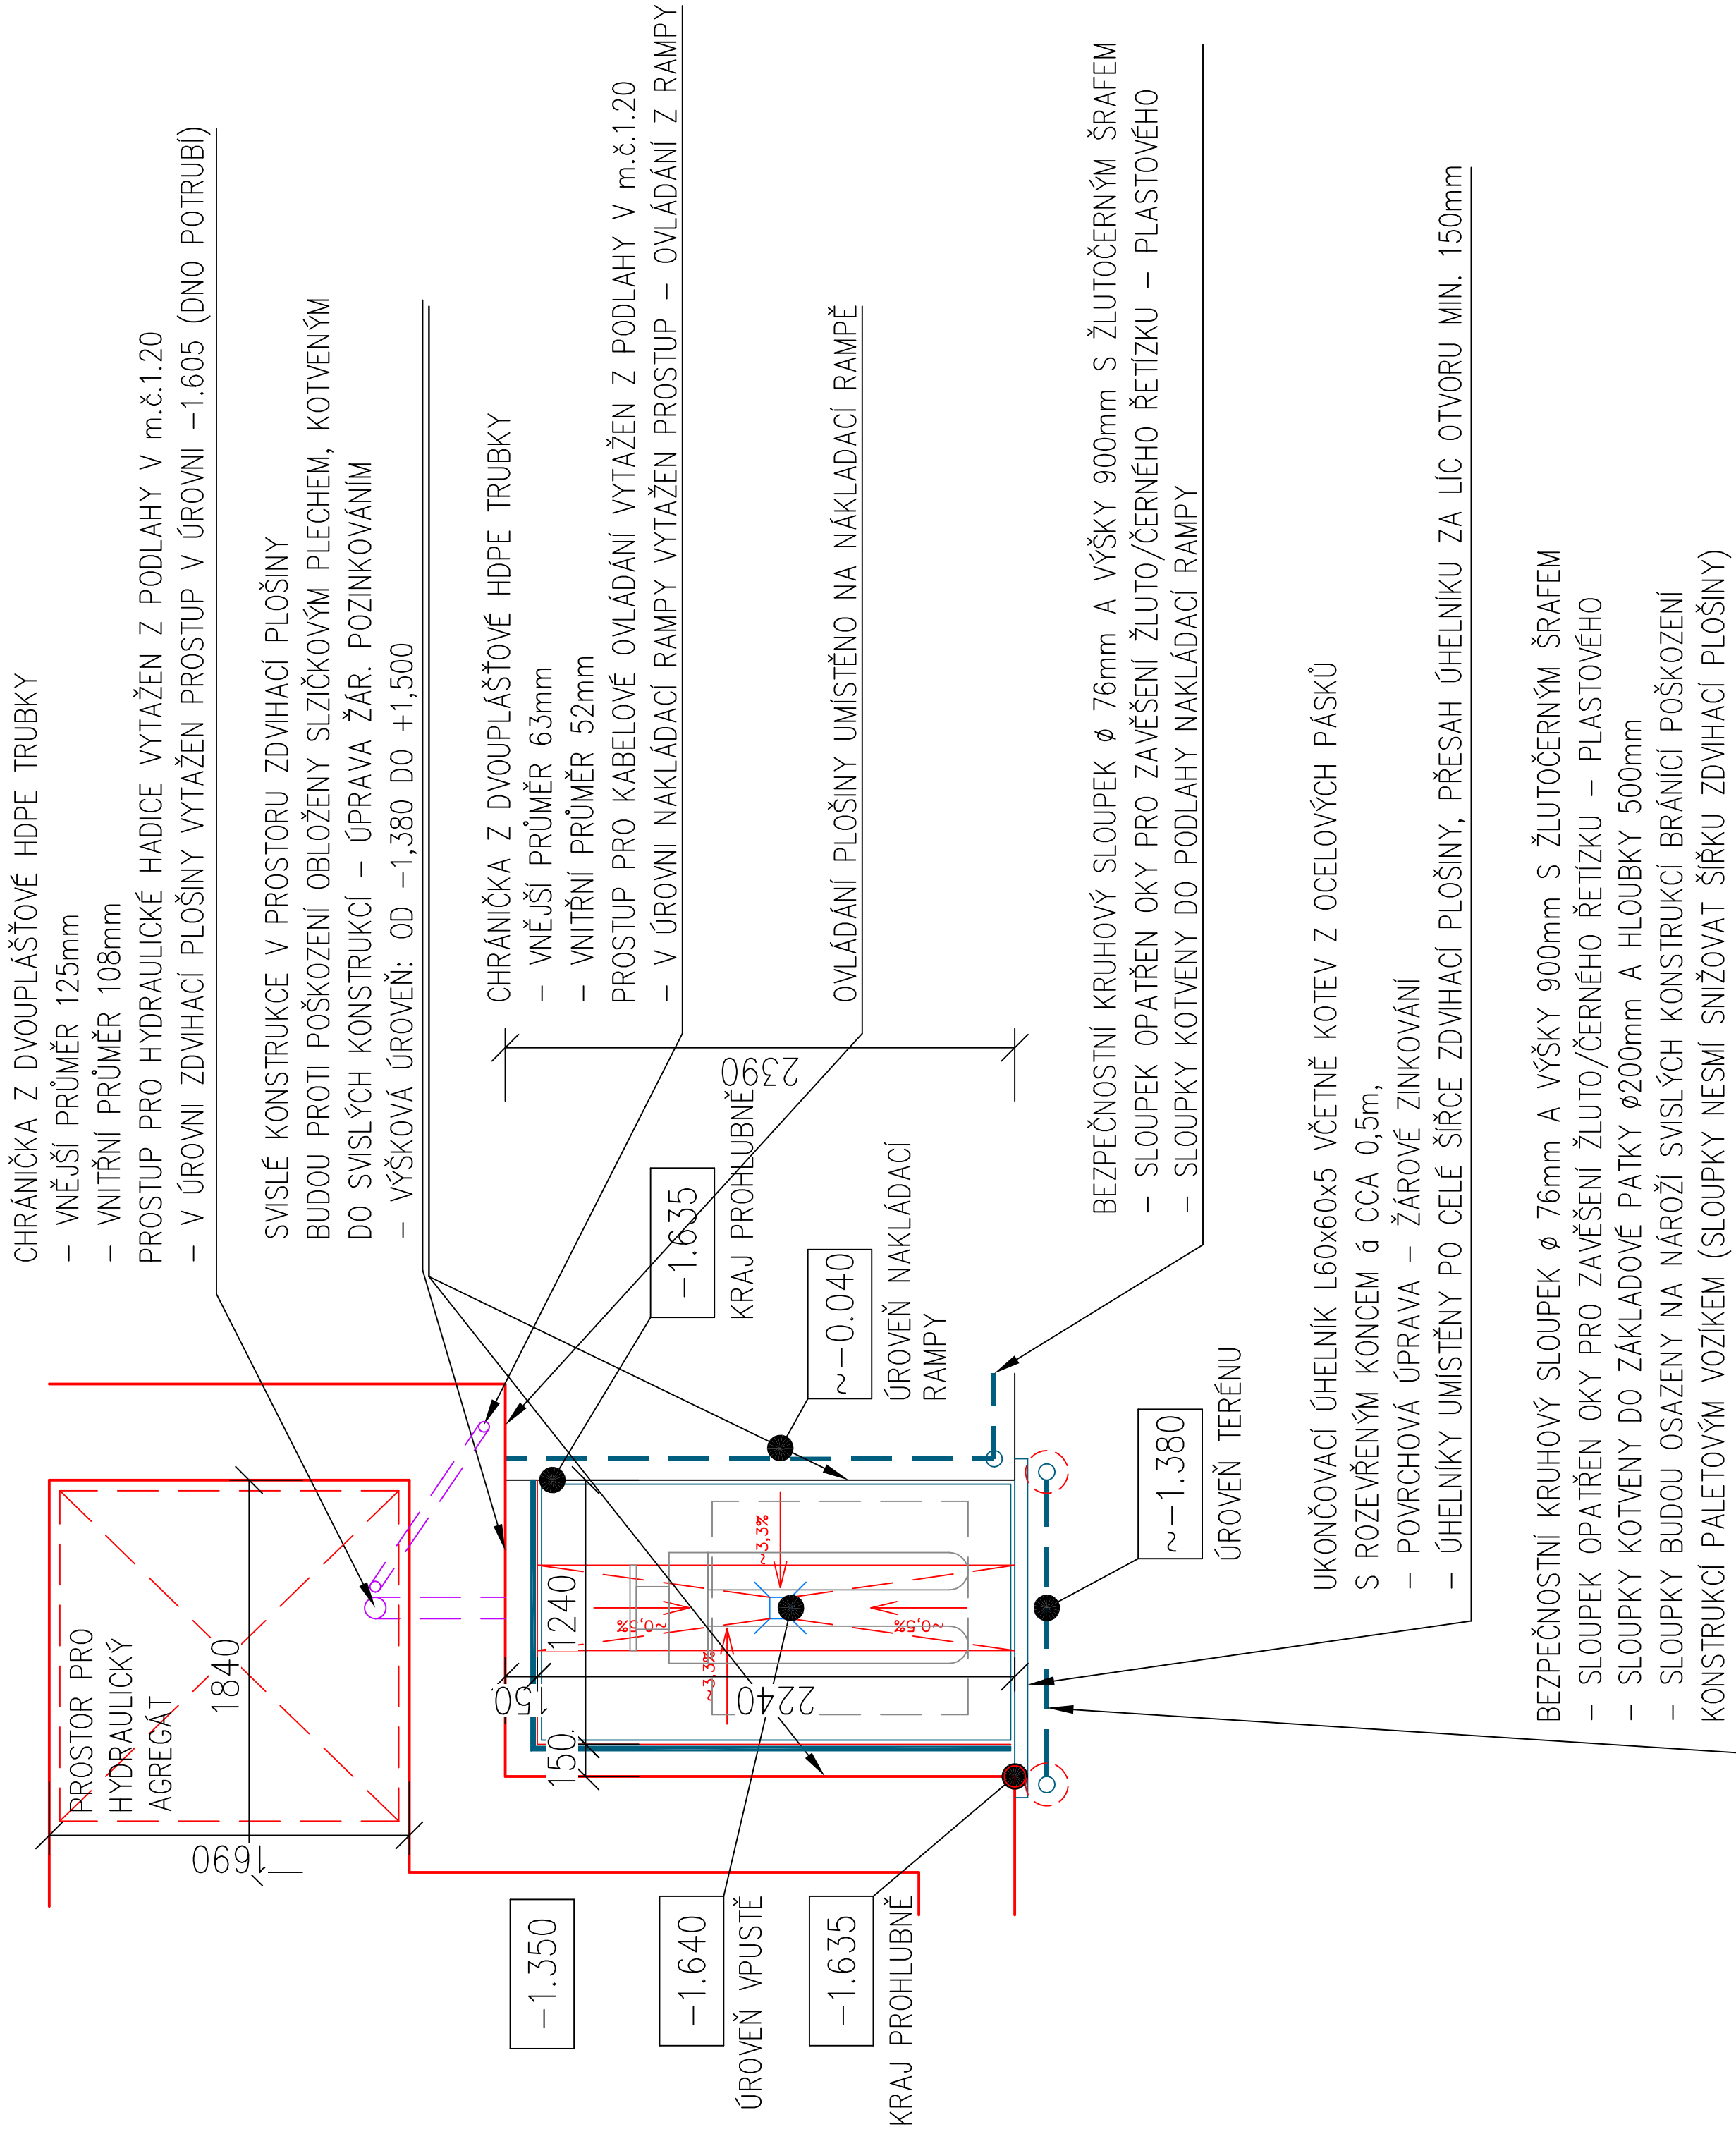 CHRÁNIČKA Z DVOUPLÁŠŤOVÉ HDPE TRUBKY
- VNĚJŠÍ PRŮMĚR 125mm
- VNITŘNÍ PRŮMĚR 108mm
PROSTUP PRO HYDRAULICKÉ HADICE VYTAŽEN Z PODLAHY V m.č.1.20
- V ÚROVNI ZDVIHACÍ PLOŠINY VYTAŽEN PROSTUP V ÚROVNI -1.605 (DNO POTRUBÍ)
SVISLÉ KONSTRUKCE V PROSTORU ZDVIHACÍ PLOŠINY
BUDOU PROTI POŠKOZENÍ OBLOŽENY SLZIČKOVÝM PLECHEM, KOTVENÝM
DO SVISLÝCH KONSTRUKCÍ - ÚPRAVA ŽÁR. POZINKOVÁNÍM
- VÝŠKOVÁ ÚROVEŇ: OD -1,380 DO +1,500
CHRÁNIČKA Z DVOUPLÁŠŤOVÉ HDPE TRUBKY
- VNĚJŠÍ PRŮMĚR 63mm
- VNITŘNÍ PRŮMĚR 52mm
PROSTUP PRO KABELOVÉ OVLÁDÁNÍ VYTAŽEN Z PODLAHY V m.č.1.20
- V ÚROVNI NAKLÁDACÍ RAMPY VYTAŽEN PROSTUP - OVLÁDÁNÍ Z RAMPY
OVLÁDÁNÍ PLOŠINY UMÍSTĚNO NA NÁKLADACÍ RAMPĚ
PROSTOR PRO
HYDRAULICKÝ
AGREGÁT
1840
1690
2390
-1.635
KRAJ PROHLUBNĚ
~-0.040
ÚROVEŇ NAKLÁDACÍ
RAMPY
150
1240
150
2240
~3,3%
~3,3%
~0,5%
~0,5%
-1.350
-1.640
ÚROVEŇ VPUSTĚ
-1.635
KRAJ PROHLUBNĚ
~-1.380
ÚROVEŇ TERÉNU
BEZPEČNOSTNÍ KRUHOVÝ SLOUPEK ø 76mm A VÝŠKY 900mm S ŽLUTOČERNÝM ŠRAFEM
- SLOUPEK OPATŘEN OKY PRO ZAVĚŠENÍ ŽLUTO/ČERNÉHO ŘETÍZKU - PLASTOVÉHO
- SLOUPKY KOTVENY DO PODLAHY NAKLÁDACÍ RAMPY
UKONČOVACÍ ÚHELNÍK L60x60x5 VČETNĚ KOTEV Z OCELOVÝCH PÁSKŮ
S ROZEVŘENÝM KONCEM á CCA 0,5m,
- POVRCHOVÁ ÚPRAVA - ŽÁROVÉ ZINKOVÁNÍ
- ÚHELNÍKY UMÍSTĚNY PO CELÉ ŠÍŘCE ZDVIHACÍ PLOŠINY, PŘESAH ÚHELNÍKU ZA LÍC OTVORU MIN. 150mm
BEZPEČNOSTNÍ KRUHOVÝ SLOUPEK ø 76mm A VÝŠKY 900mm S ŽLUTOČERNÝM ŠRAFEM
- SLOUPEK OPATŘEN OKY PRO ZAVĚŠENÍ ŽLUTO/ČERNÉHO ŘETÍZKU - PLASTOVÉHO
- SLOUPKY KOTVENY DO ZÁKLADOVÉ PATKY ø200mm A HLOUBKY 500mm
- SLOUPKY BUDOU OSAZENY NA NÁROŽÍ SVISLÝCH KONSTRUKCÍ BRÁNÍCÍ POŠKOZENÍ
KONSTRUKCÍ PALETOVÝM VOZÍKEM (SLOUPKY NESMÍ SNIŽOVAT ŠÍŘKU ZDVIHACÍ PLOŠINY)